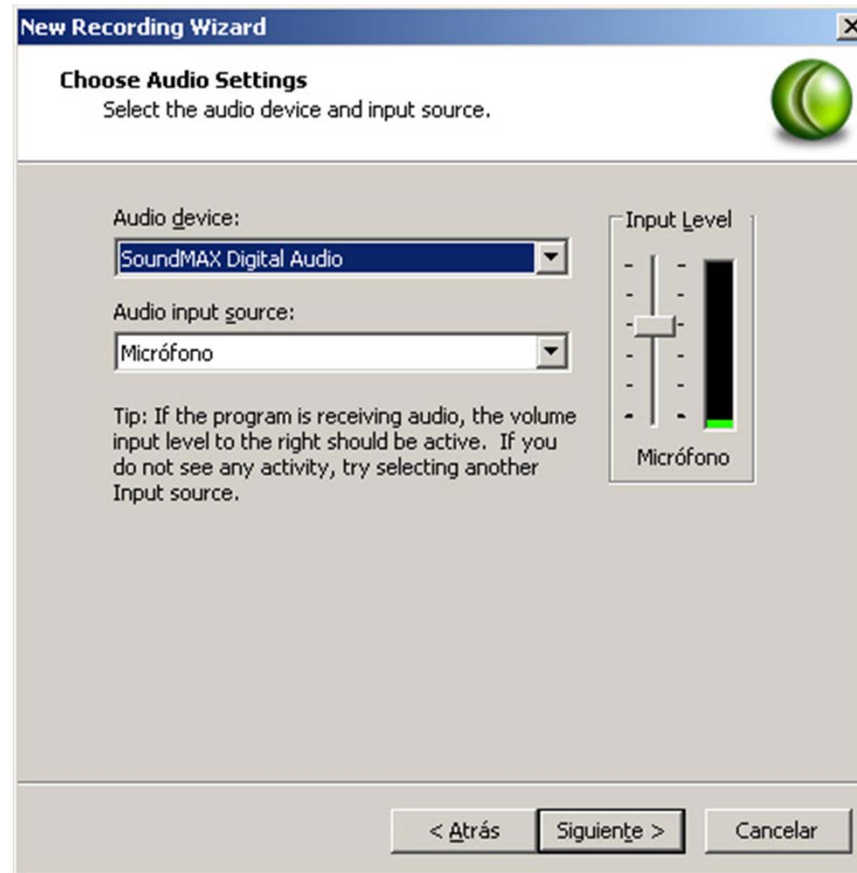 New Recording Wizard
Choose Audio Settings
Select the audio device and input source.
Audio device:
SoundMAX Digital Audio
Audio input source:
Micrófono
Tip: If the program is receiving audio, the volume
input level to the right should be active. If you
do not see any activity, try selecting another
Input source.
Input Level
Micrófono
< Atrás
Siguiente >
Cancelar